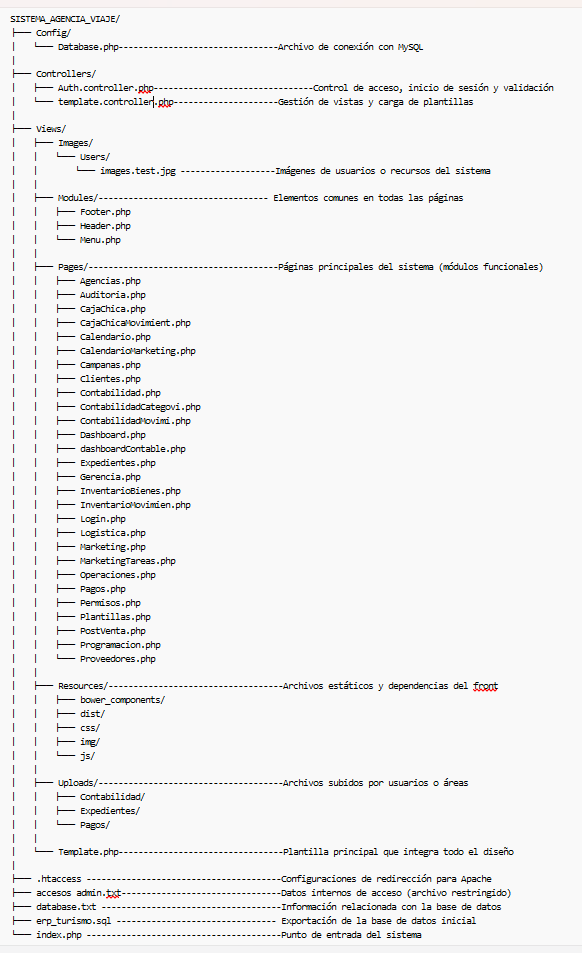 SISTEMA_AGENCIA_VIAJE/
├── Config/
│   └── Database.php--------------------------------Archivo de conexión con MySQL
│
├── Controllers/
│   ├── Auth.controller.php--------------------------------Control de acceso, inicio de sesión y validación
│   └── template.controller.php---------------------Gestión de vistas y carga de plantillas
│
├── Views/
│   ├── Images/
│   │   └── Users/
│   │       └── images.test.jpg -------------------Imágenes de usuarios o recursos del sistema
│   │
│   ├── Modules/---------------------------------- Elementos comunes en todas las páginas
│   │   ├── Footer.php
│   │   ├── Header.php
│   │   └── Menu.php
│   │
│   ├── Pages/--------------------------------------Páginas principales del sistema (módulos funcionales)
│   │   ├── Agencias.php
│   │   ├── Auditoria.php
│   │   ├── CajaChica.php
│   │   ├── CajaChicaMovimient.php
│   │   ├── Calendario.php
│   │   ├── CalendarioMarketing.php
│   │   ├── Campanas.php
│   │   ├── Clientes.php
│   │   ├── Contabilidad.php
│   │   ├── ContabilidadCategovi.php
│   │   ├── ContabilidadMovimi.php
│   │   ├── Dashboard.php
│   │   ├── dashboardContable.php
│   │   ├── Expedientes.php
│   │   ├── Gerencia.php
│   │   ├── InventarioBienes.php
│   │   ├── InventarioMovimien.php
│   │   ├── Login.php
│   │   ├── Logistica.php
│   │   ├── Marketing.php
│   │   ├── MarketingTareas.php
│   │   ├── Operaciones.php
│   │   ├── Pagos.php
│   │   ├── Permisos.php
│   │   ├── Plantillas.php
│   │   ├── PostVenta.php
│   │   ├── Programacion.php
│   │   └── Proveedores.php
│   │
│   ├── Resources/-----------------------------------Archivos estáticos y dependencias del front
│   │   ├── bower_components/
│   │   ├── dist/
│   │   ├── css/
│   │   ├── img/
│   │   └── js/
│   │
│   ├── Uploads/-------------------------------------Archivos subidos por usuarios o áreas
│   │   ├── Contabilidad/
│   │   ├── Expedientes/
│   │   └── Pagos/
│   │
│   └── Template.php---------------------------------Plantilla principal que integra todo el diseño
│
├── .htaccess ---------------------------------------Configuraciones de redirección para Apache
├── accesos admin.txt--------------------------------Datos internos de acceso (archivo restringido)
├── database.txt ------------------------------------Información relacionada con la base de datos
├── erp_turismo.sql -------------------------------- Exportación de la base de datos inicial
└── index.php ---------------------------------------Punto de entrada del sistema